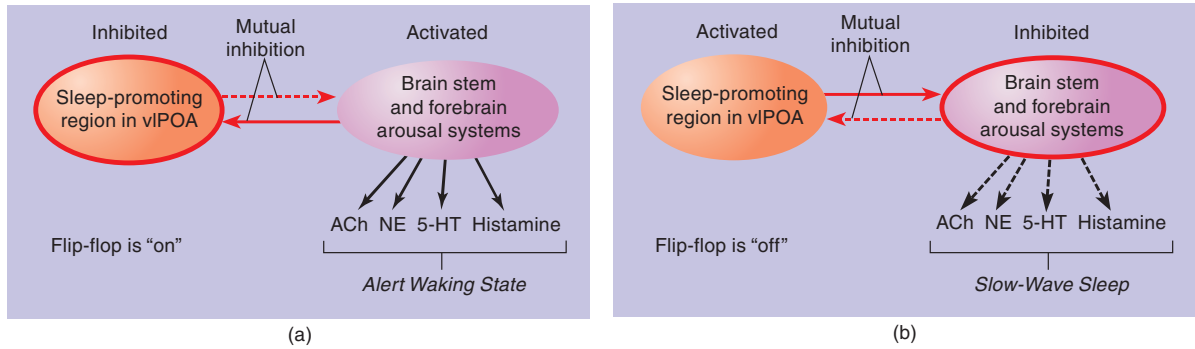 Inhibited
Mutual
inhibition
Activated
Sleep-promoting
region in vlPOA
Brain stem
and forebrain
arousal systems
ACh NE 5-HT Histamine
Flip-flop is “on”
Alert Waking State
(a)
Activated
Mutual
inhibition
Inhibited
Sleep-promoting
region in vlPOA
Brain stem
and forebrain
arousal systems
ACh NE 5-HT Histamine
Flip-flop is “off”
Slow-Wave Sleep
(b)